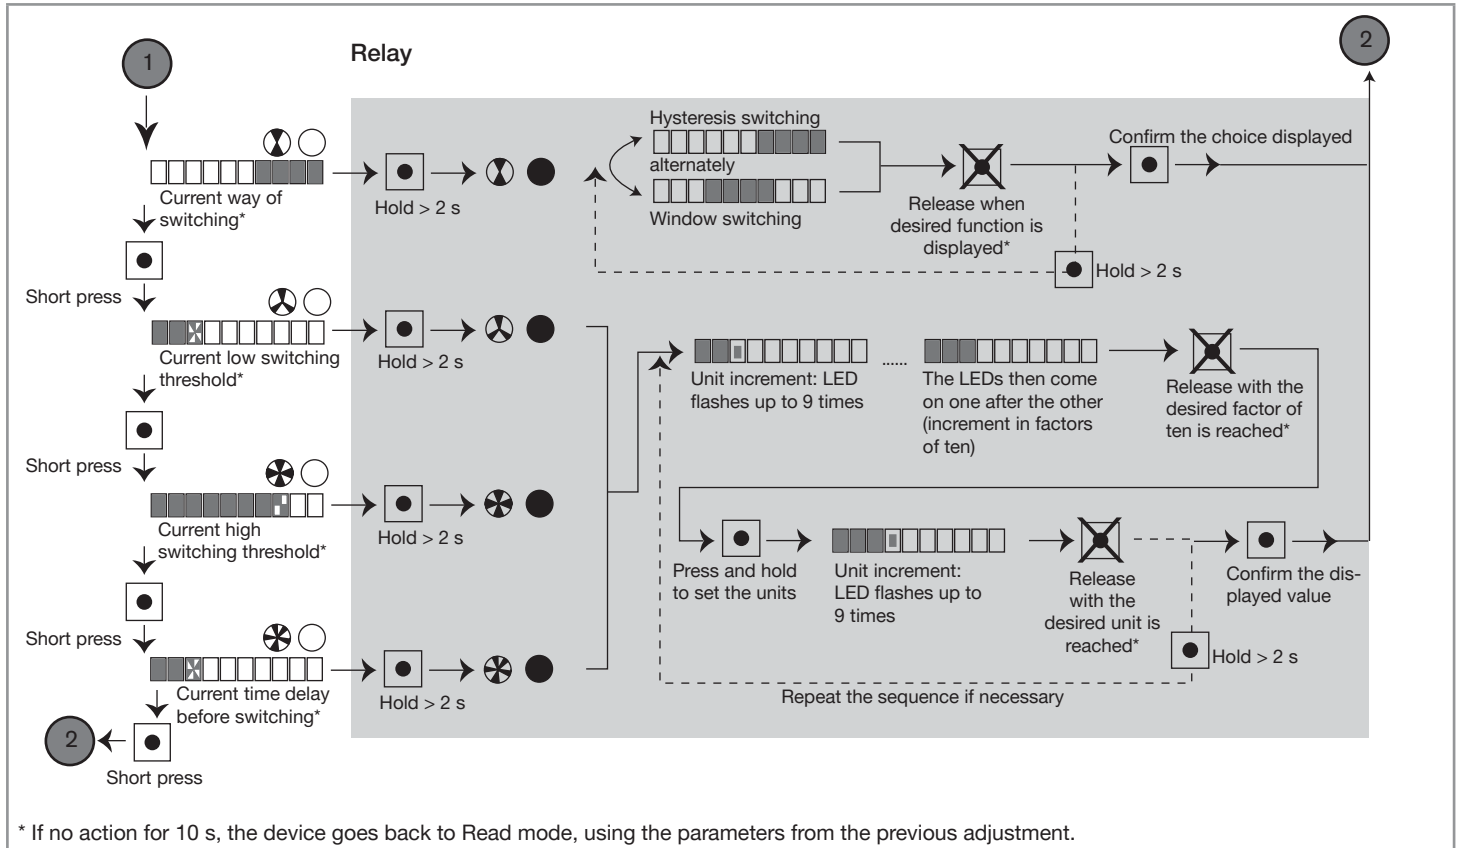 Relay
1
2
Current way of
switching*
Short press
Hold > 2 s
Hysteresis switching
alternately
Window switching
Release when
desired function is
displayed*
Hold > 2 s
Confirm the choice displayed
Current low switching
threshold*
Short press
Hold > 2 s
Current high
switching threshold*
Short press
Hold > 2 s
Current time delay
before switching*
Hold > 2 s
2
Short press
Unit increment: LED
flashes up to 9 times
......
The LEDs then come
on one after the other
(increment in factors
of ten)
Release with the
desired factor of
ten is reached*
Press and hold
to set the units
Unit increment:
LED flashes up to
9 times
Release
with the
desired unit is
reached*
Hold > 2 s
Confirm the dis-
played value
Repeat the sequence if necessary
* If no action for 10 s, the device goes back to Read mode, using the parameters from the previous adjustment.